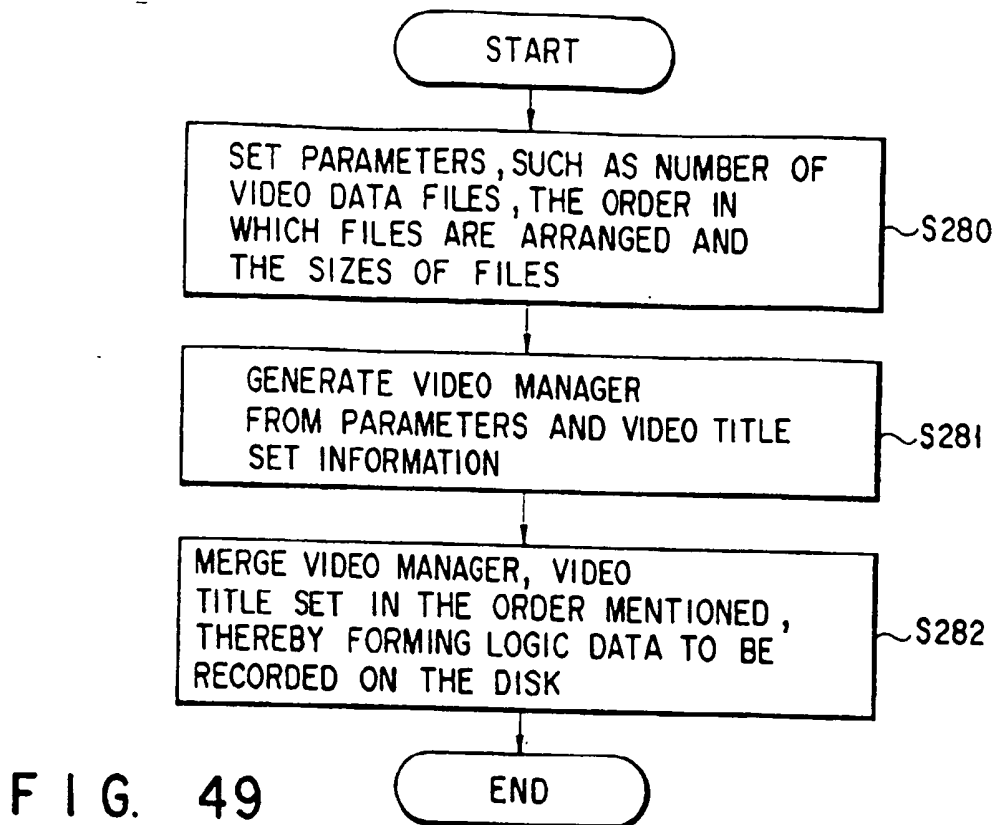 START
SET PARAMETERS, SUCH AS NUMBER OF
VIDEO DATA FILES, THE ORDER IN
WHICH FILES ARE ARRANGED AND
THE SIZES OF FILES
S280
GENERATE VIDEO MANAGER
FROM PARAMETERS AND VIDEO TITLE
SET INFORMATION
S281
MERGE VIDEO MANAGER, VIDEO
TITLE SET IN THE ORDER MENTIONED,
THEREBY FORMING LOGIC DATA TO BE
RECORDED ON THE DISK
S282
END
FIG. 49